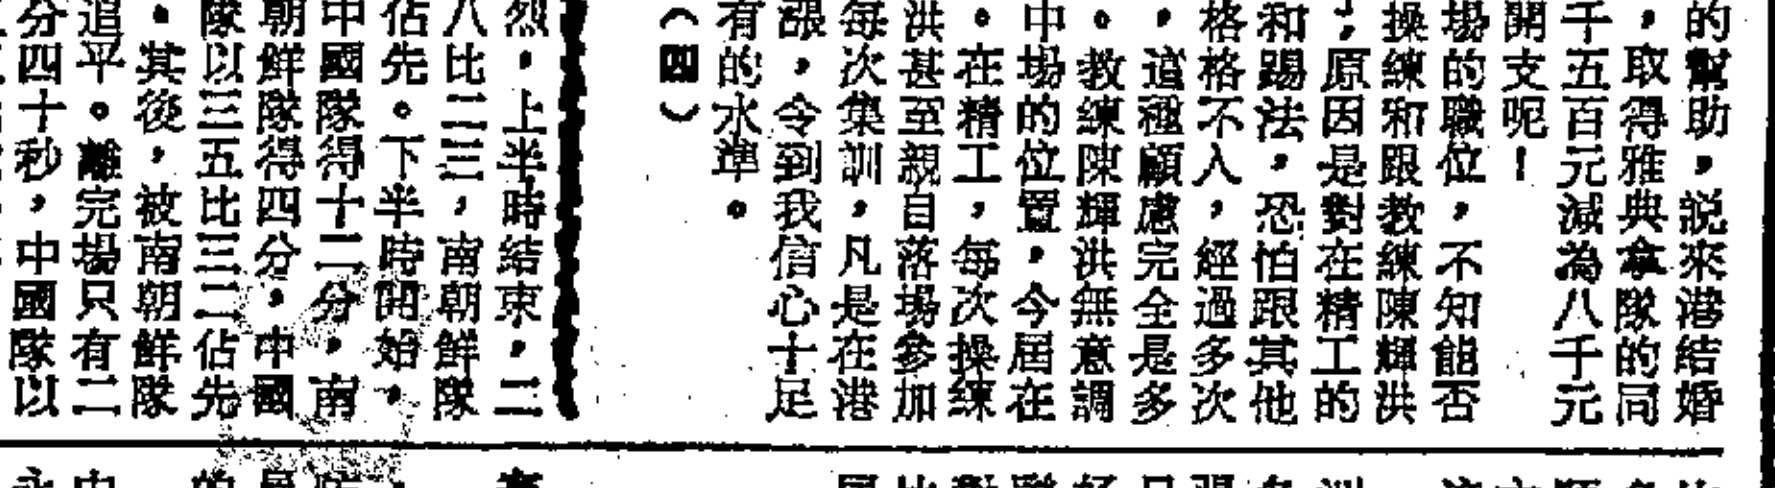 的幫助，説來港結婚
，取得雅典拿隊的同
千五百元減為八千元
開支呢！
場的職位，不知能否
操練和跟教練陳輝洪
，原因是對在精工的
和踢法，恐怕跟其他
格格不入，經過多次
，這種顧慮完全是多
。教練陳輝洪無意調
中場的位置，今屆在
。在精工，每次操練
洪甚至親自落場參加
每次集訓，凡是在港
，令到我信心十足
有的水準。
（四）
烈，上半時結束，二
八比二三，南朝鮮隊
佔先。下半時開始，
中國隊得十二分，南
朝鮮隊得四分，中國
隊以三五比三二佔先
。其後，被南朝鮮隊
追平。離完場只有二
分四十秒，中國隊以